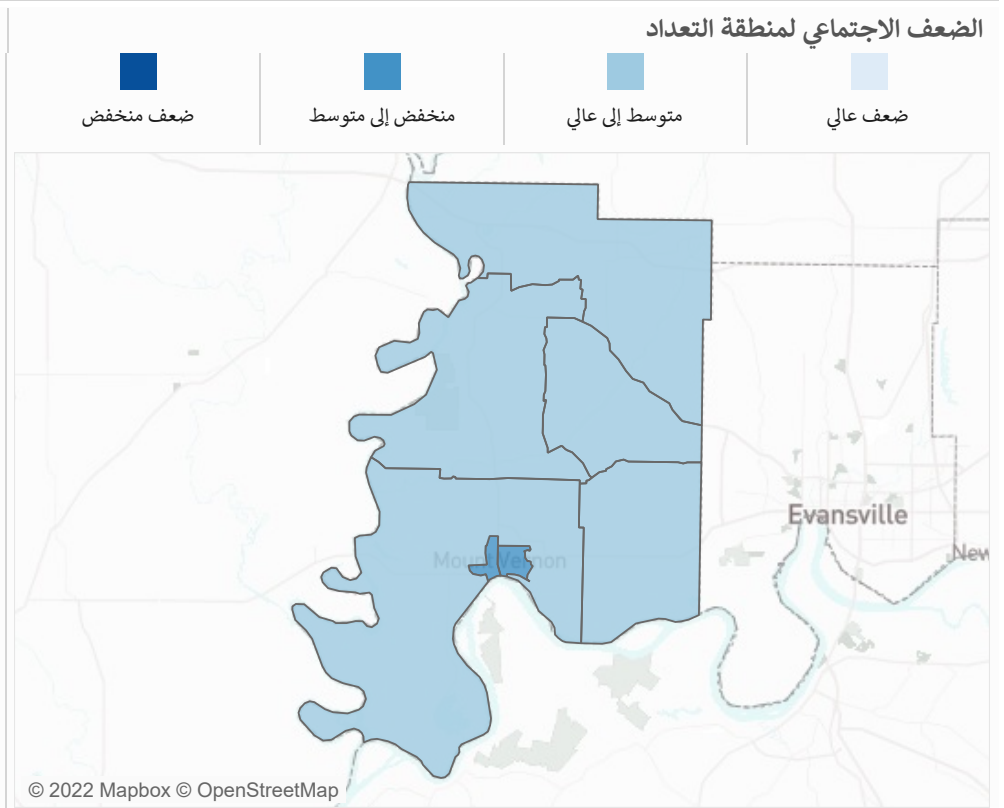 الضعف الاجتماعي لمنطقة التعداد
ضعف عالي
متوسط إلى عالي
منخفض إلى متوسط
ضعف منخفض
Evansville
New
Mount Vernon
© 2022 Mapbox © OpenStreetMap